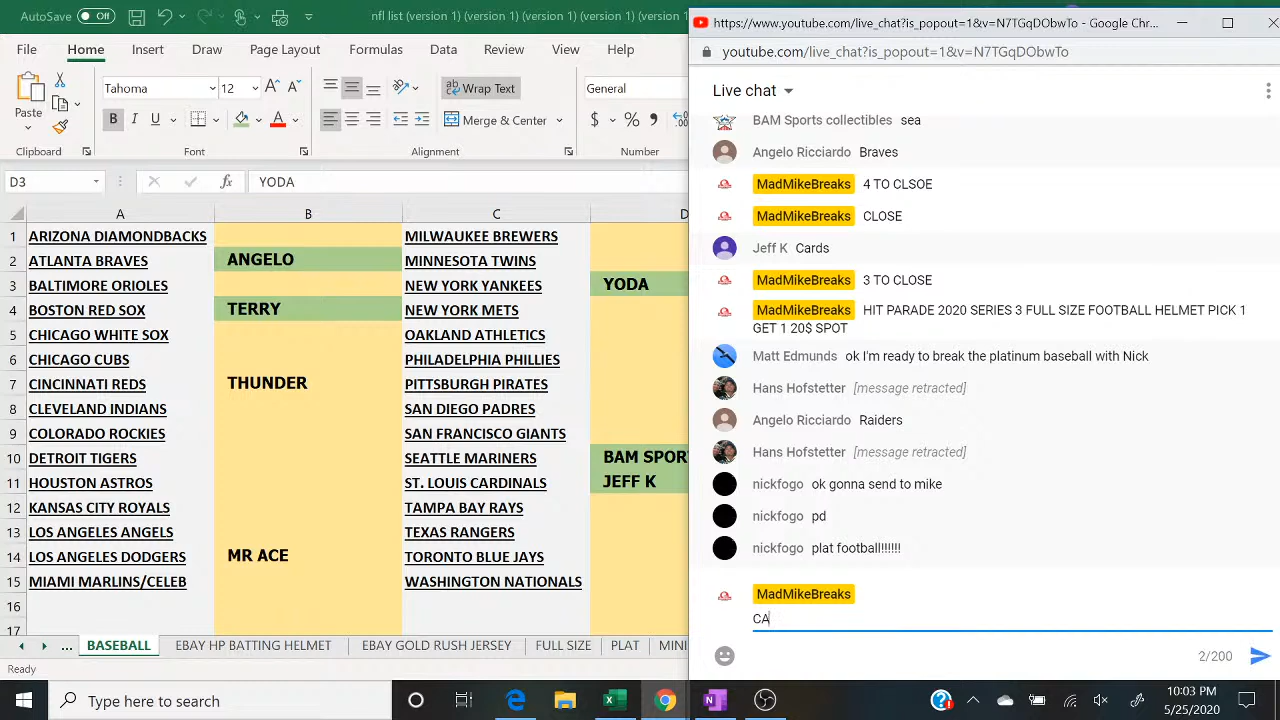 AutoSave Off nfl list (version 1) (version 1) (version 1) (version 1
File Home Insert Draw Page Layout Formulas Data Review View Help
Paste
Tahoma 12
B I U A
Wrap Text
Merge & Center
General
$ % 9
Clipboard Font Alignment Number
D3 fx YODA
A B C D
1 ARIZONA DIAMONDBACKS MILWAUKEE BREWERS
2 ATLANTA BRAVES ANGELO MINNESOTA TWINS
3 BALTIMORE ORIOLES NEW YORK YANKEES YODA
4 BOSTON RED SOX TERRY NEW YORK METS
5 CHICAGO WHITE SOX OAKLAND ATHLETICS
6 CHICAGO CUBS PHILADELPHIA PHILLIES
7 CINCINNATI REDS THUNDER PITTSBURGH PIRATES
8 CLEVELAND INDIANS SAN DIEGO PADRES
9 COLORADO ROCKIES SAN FRANCISCO GIANTS
10 DETROIT TIGERS SEATTLE MARINERS BAM SPOR
11 HOUSTON ASTROS ST. LOUIS CARDINALS JEFF K
12 KANSAS CITY ROYALS TAMPA BAY RAYS
13 LOS ANGELES ANGELS TEXAS RANGERS
14 LOS ANGELES DODGERS MR ACE TORONTO BLUE JAYS
15 MIAMI MARLINS/CELEB WASHINGTON NATIONALS
16
17
... BASEBALL EBAY HP BATTING HELMET EBAY GOLD RUSH JERSEY FULL SIZE PLAT MINI
Ready
https://www.youtube.com/live_chat?is_popout=1&v=N7TGqDObwTo - Google Chr...
youtube.com/live_chat?is_popout=1&v=N7TGqDObwTo
Live chat
BAM Sports collectibles sea
Angelo Ricciardo Braves
MadMikeBreaks 4 TO CLSOE
MadMikeBreaks CLOSE
Jeff K Cards
MadMikeBreaks 3 TO CLOSE
MadMikeBreaks HIT PARADE 2020 SERIES 3 FULL SIZE FOOTBALL HELMET PICK 1
GET 1 20$ SPOT
Matt Edmunds ok I'm ready to break the platinum baseball with Nick
Hans Hofstetter [message retracted]
Angelo Ricciardo Raiders
Hans Hofstetter [message retracted]
nickfogo ok gonna send to mike
nickfogo pd
nickfogo plat football!!!!!!
MadMikeBreaks
CA
2/200
Type here to search
10:03 PM
5/25/2020